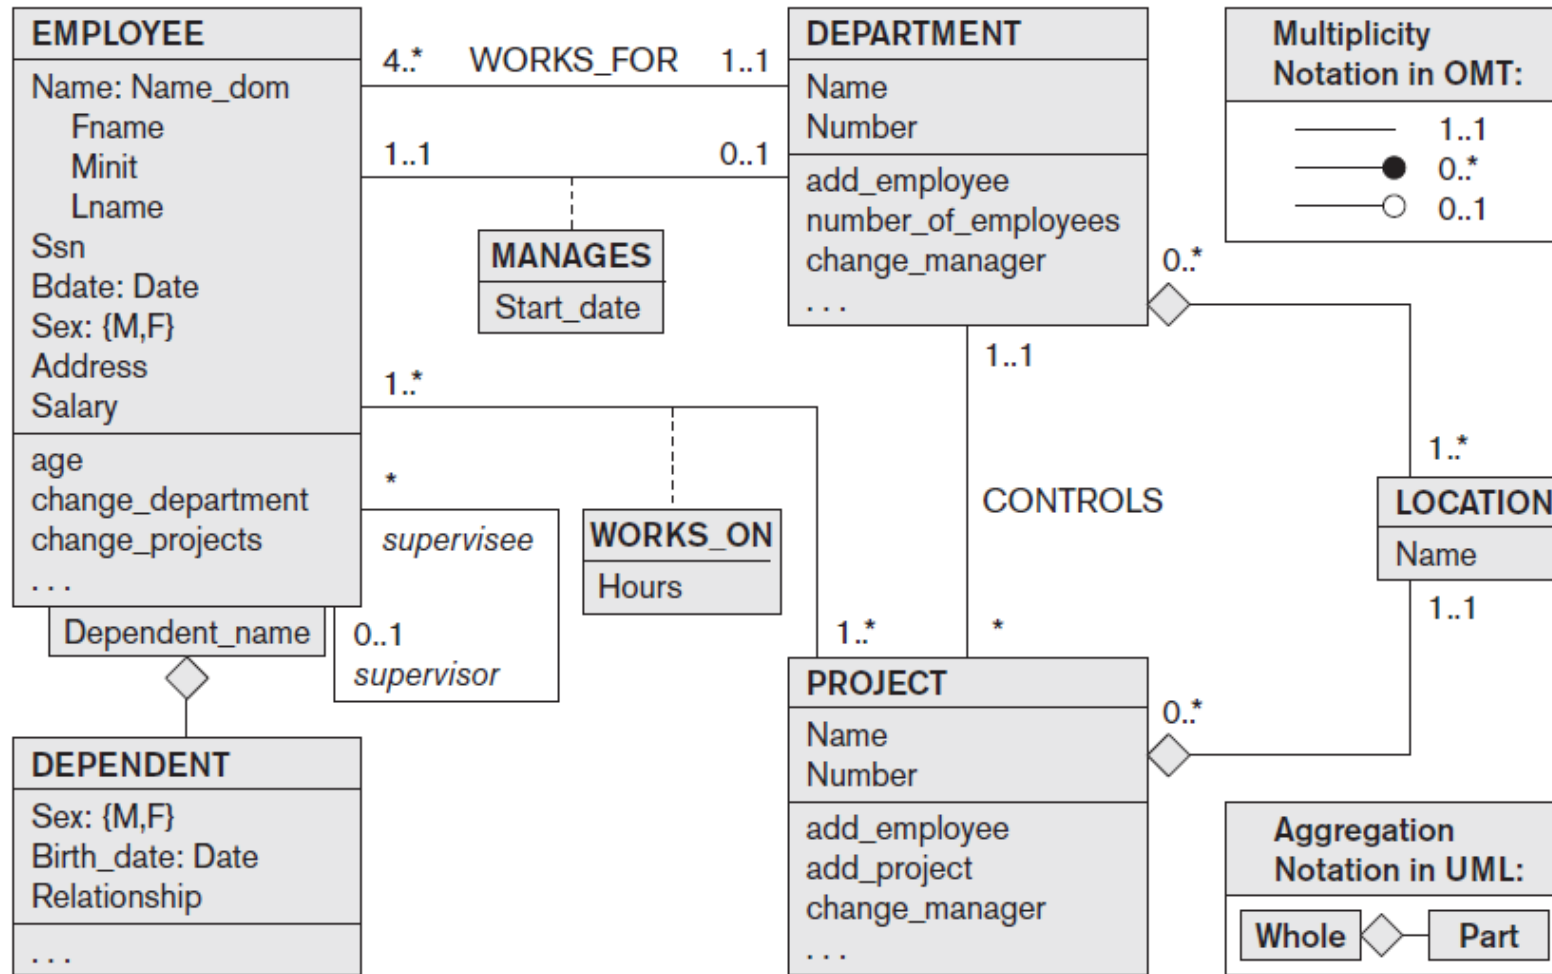 EMPLOYEE
Name: Name_dom
Fname
Minit
Lname
Ssn
Bdate: Date
Sex: {M,F}
Address
Salary
age
change_department
change_projects
. . .
Dependent_name
DEPENDENT
Sex: {M,F}
Birth_date: Date
Relationship
. . .
4..* WORKS_FOR 1..1
1..1 0..1
MANAGES
Start_date
1..*
*
supervisee
0..1
supervisor
WORKS_ON
Hours
1..*
DEPARTMENT
Name
Number
add_employee
number_of_employees
change_manager
. . .
0..*
1..1
CONTROLS
*
PROJECT
Name
Number
add_employee
add_project
change_manager
. . .
0..*
1..*
LOCATION
Name
1..1
Multiplicity
Notation in OMT:
1..1
0..*
0..1
Aggregation
Notation in UML:
Whole Part